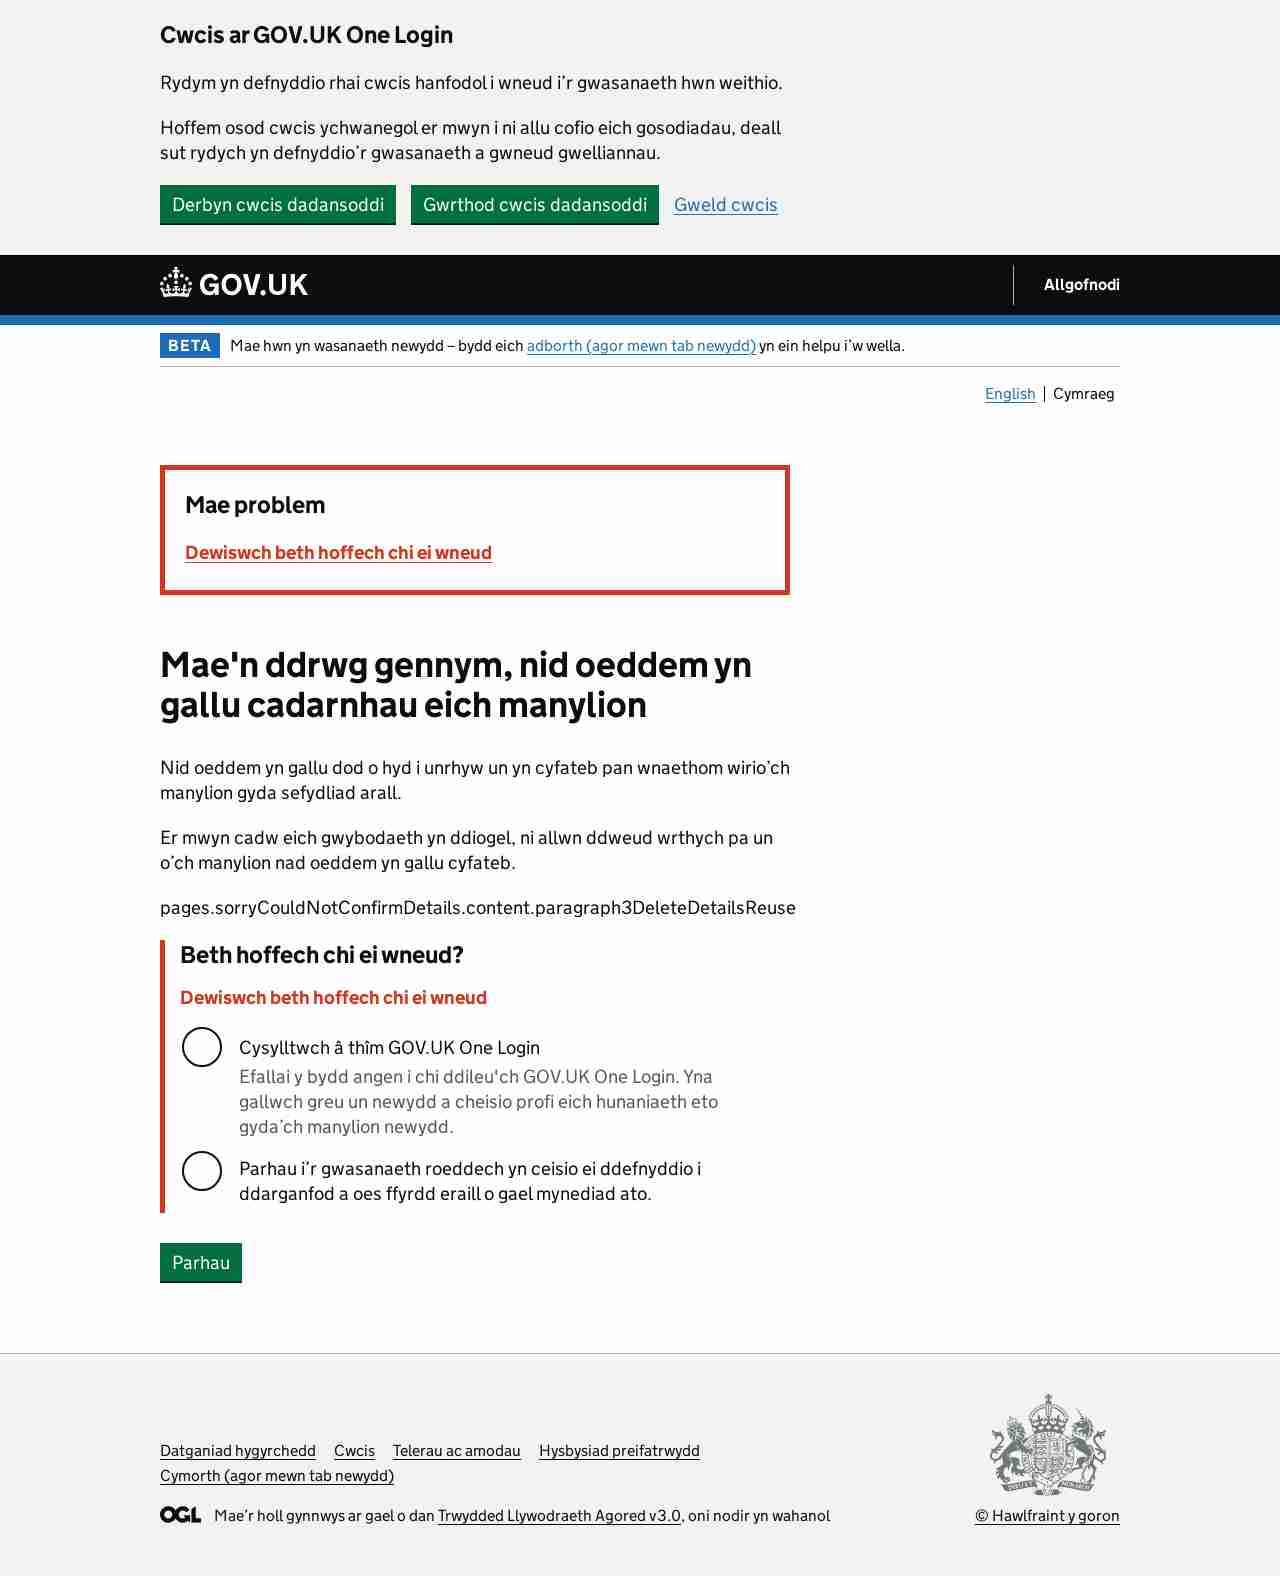 Cwcis ar GOV.UK One Login
Rydym yn defnyddio rhai cwcis hanfodol i wneud i’r gwasanaeth hwn weithio.
Hoffem osod cwcis ychwanegol er mwyn i ni allu cofio eich gosodiadau, deall
sut rydych yn defnyddio’r gwasanaeth a gwneud gwelliannau.
Derbyn cwcis dadansoddi Gwrthod cwcis dadansoddi Gweld cwcis
GOV.UK Allgofnodi
BETA Mae hwn yn wasanaeth newydd – bydd eich adborth (agor mewn tab newydd) yn ein helpu i’w wella.
English Cymraeg
Mae problem
Dewiswch beth hoffech chi ei wneud
Mae'n ddrwg gennym, nid oeddem yn
gallu cadarnhau eich manylion
Nid oeddem yn gallu dod o hyd i unrhyw un yn cyfateb pan wnaethom wirio’ch
manylion gyda sefydliad arall.
Er mwyn cadw eich gwybodaeth yn ddiogel, ni allwn ddweud wrthych pa un
o’ch manylion nad oeddem yn gallu cyfateb.
pages.sorryCouldNotConfirmDetails.content.paragraph3DeleteDetailsReuse
Beth hoffech chi ei wneud?
Dewiswch beth hoffech chi ei wneud
Cysylltwch â thîm GOV.UK One Login
Efallai y bydd angen i chi ddileu'ch GOV.UK One Login. Yna
gallwch greu un newydd a cheisio profi eich hunaniaeth eto
gyda’ch manylion newydd.
Parhau i’r gwasanaeth roeddech yn ceisio ei ddefnyddio i
ddarganfod a oes ffyrdd eraill o gael mynediad ato.
Parhau
Datganiad hygyrchedd Cwcis Telerau ac amodau Hysbysiad preifatrwydd
Cymorth (agor mewn tab newydd)
OGL Mae’r holl gynnwys ar gael o dan Trwydded Llywodraeth Agored v3.0, oni nodir yn wahanol
© Hawlfraint y goron